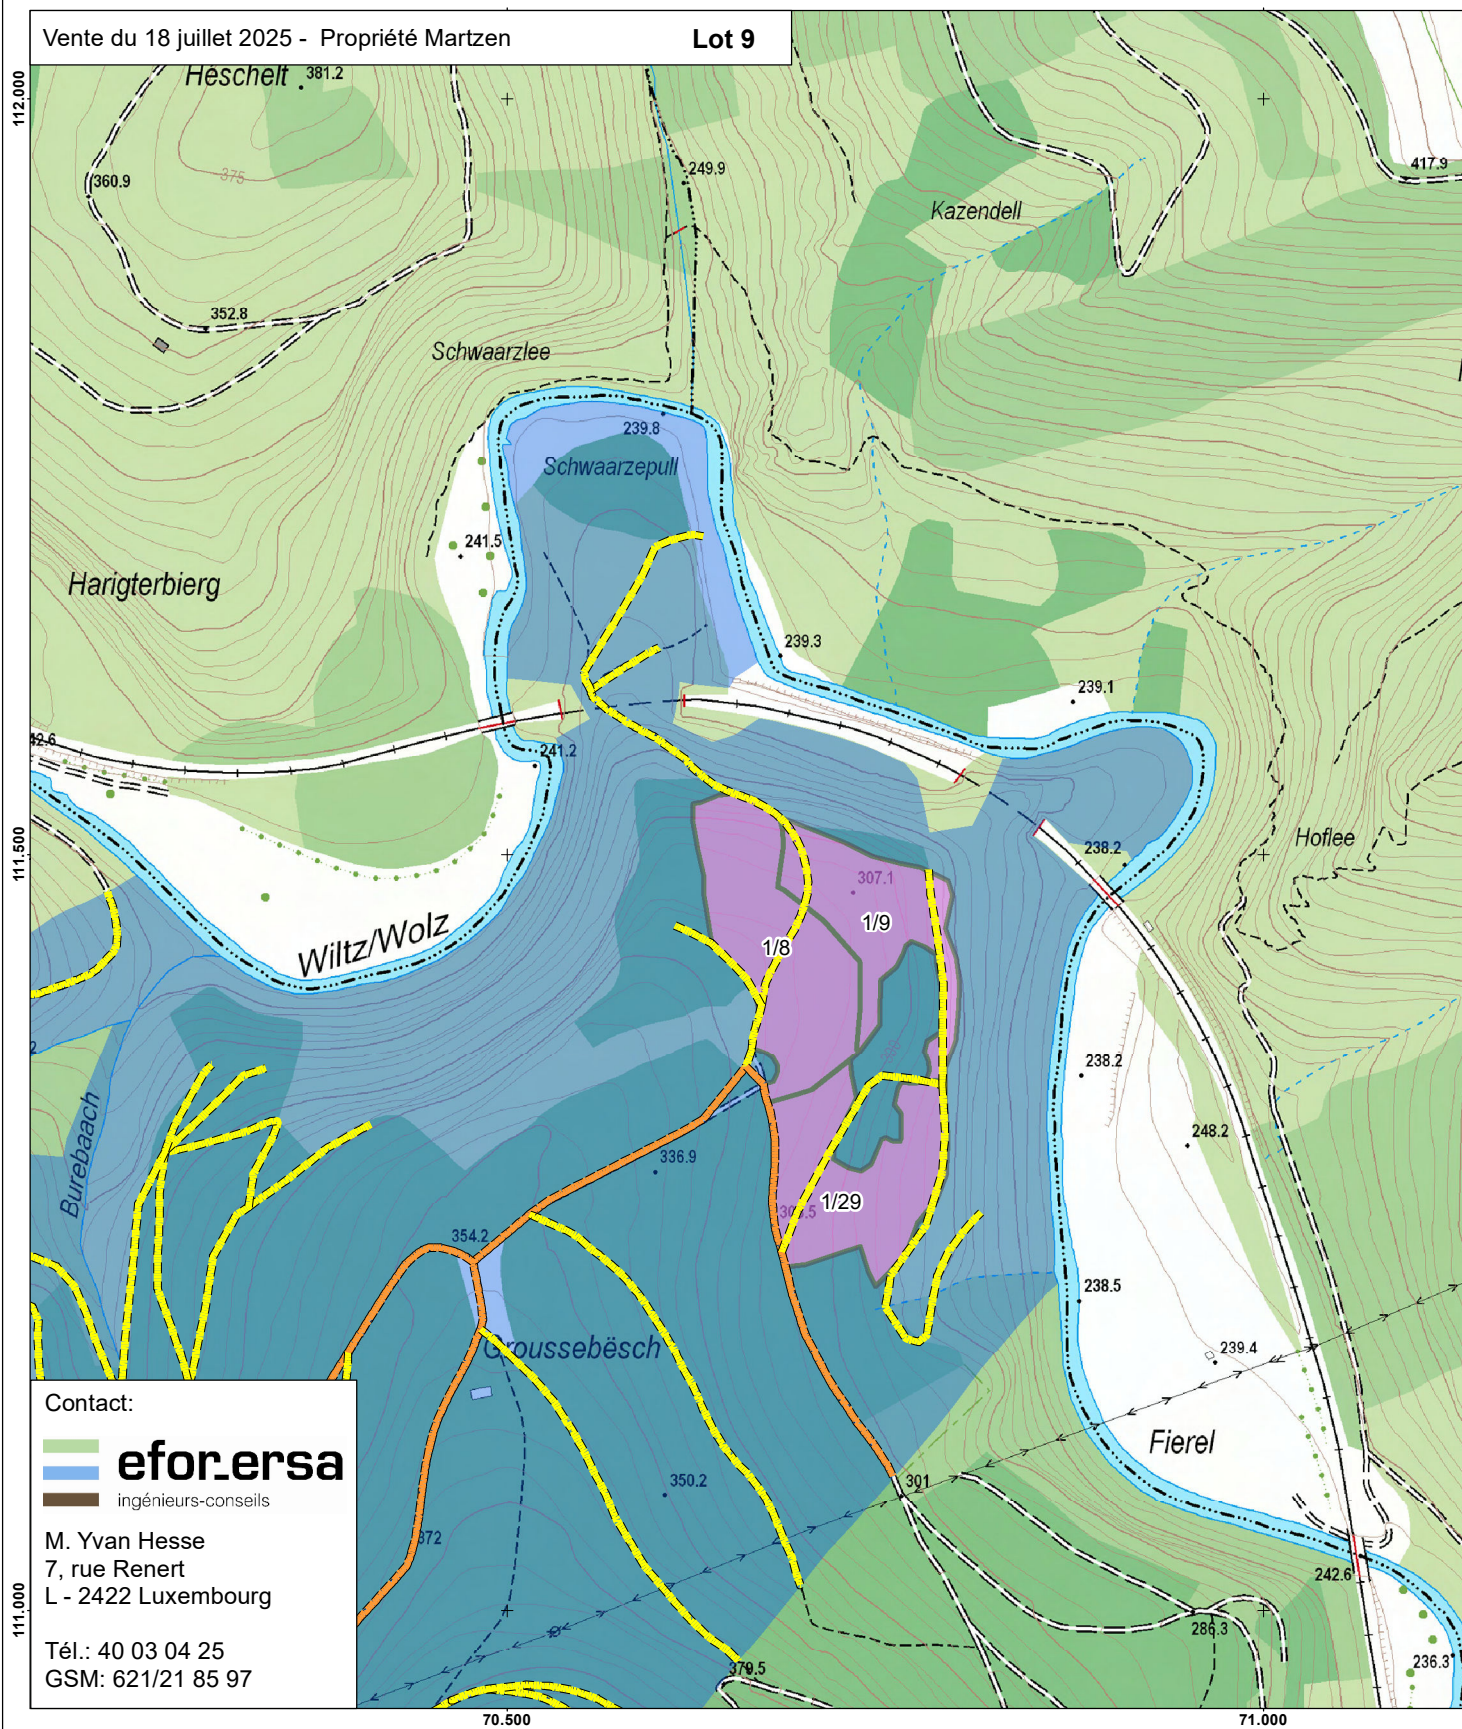 Vente du 18 juillet 2025 - Propriété Martzen
Lot 9
112.000
Hëschelt
381.2
249.9
417.9
360.9
375
Kazendell
352.8
Schwaarzlee
239.8
Schwaarzepull
241.5
Harigterbierg
239.3
239.1
42.6
241.2
111.500
238.2
Hoflee
307.1
1/9
1/8
Wiltz/Wolz
238.2
248.2
Burebaach
336.9
1/29
354.2
238.5
Groussebësch
239.4
Contact:
efor_ersa
ingénieurs-conseils
Fierel
350.2
301
372
M. Yvan Hesse
7, rue Renert
L - 2422 Luxembourg
242.6
111.000
286.3
Tél.: 40 03 04 25
GSM: 621/21 85 97
379.5
236.3
70.500
71.000